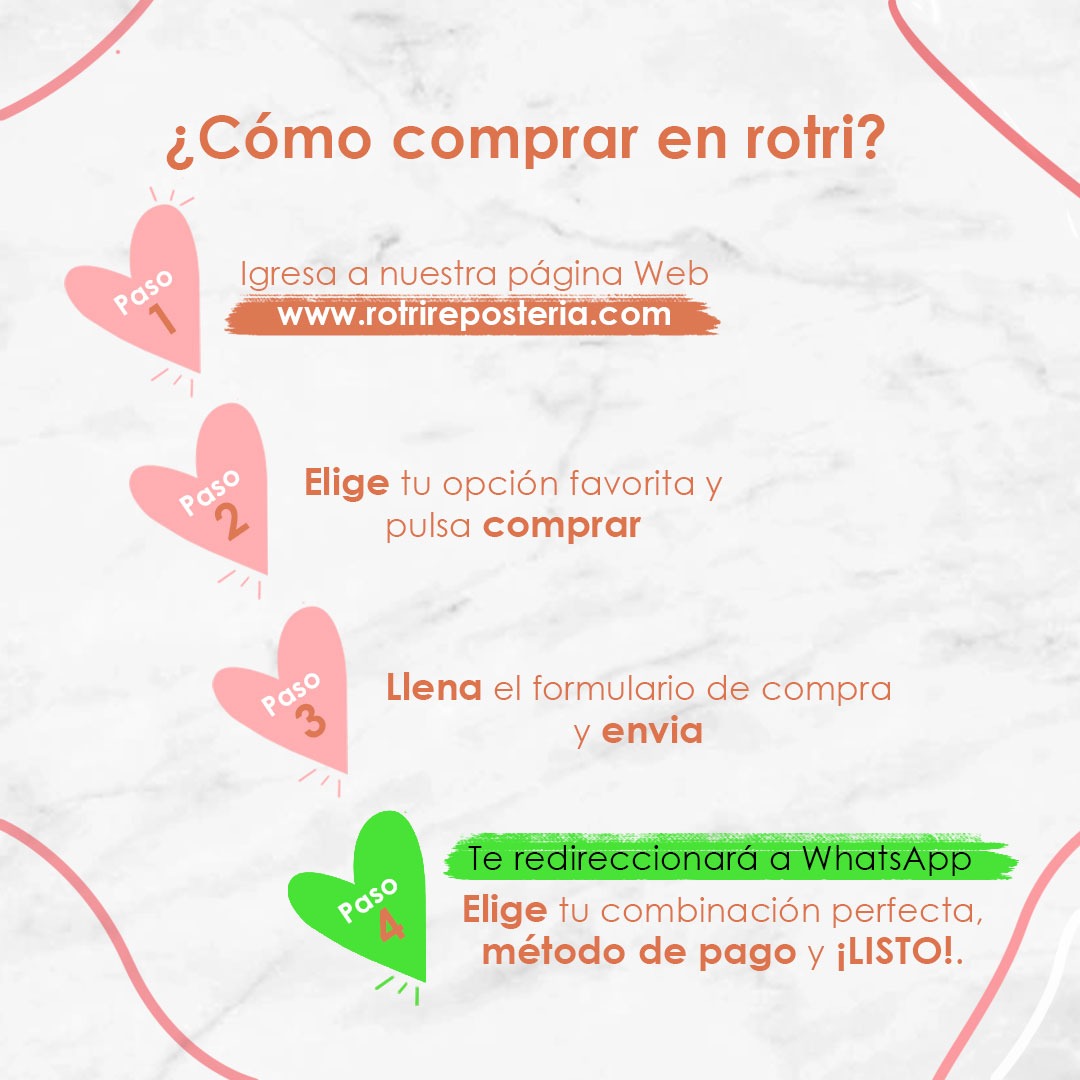 ¿Cómo comprar en rotri?
Paso
1
Igresa a nuestra página Web
www.rotrireposteria.com
Paso
2
Elige tu opción favorita y
pulsa comprar
Paso
3
Llena el formulario de compra
y envia
Paso
4
Te redireccionará a WhatsApp
Elige tu combinación perfecta,
método de pago y ¡LISTO!.